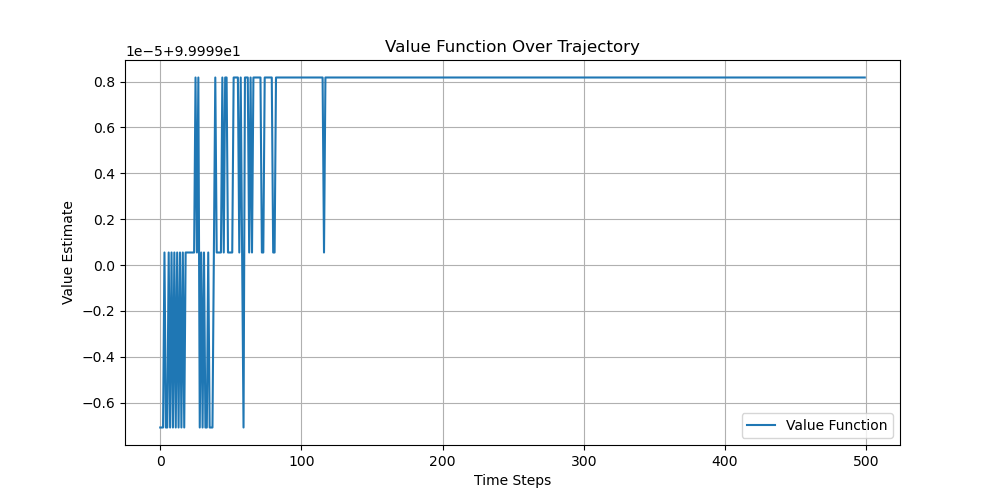 Value Function Over Trajectory
1e−5+9.9999e1
0.8
0.6
0.4
0.2
0.0
−0.2
−0.4
−0.6
Value Estimate
0 100 200 300 400 500
Time Steps
Value Function